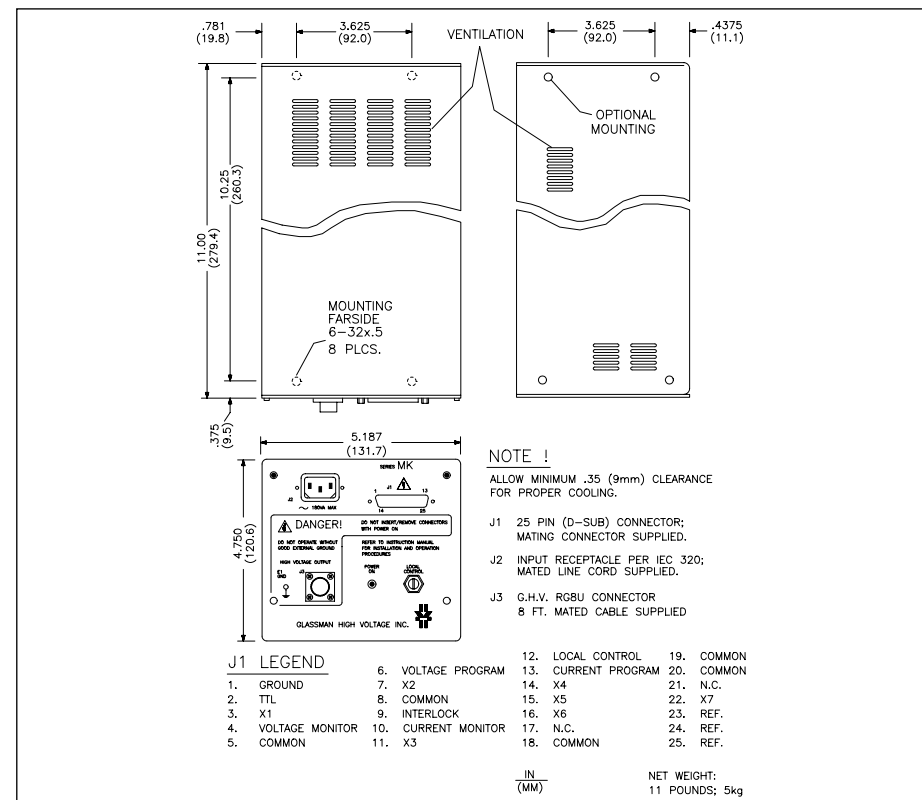 .781
(19.8)
3.625
(92.0)
VENTILATION
3.625
(92.0)
.4375
(11.1)
OPTIONAL
MOUNTING
10.25
(260.3)
11.00
(279.4)
MOUNTING
FARSIDE
6-32x.5
8 PLCS.
.375
(9.5)
5.187
(131.7)
4.750
(120.6)
SERIES MK
J1
1
13
14
25
J2
180VA MAX
DANGER!
DO NOT INSERT/REMOVE CONNECTORS
WITH POWER ON
DO NOT OPERATE WITHOUT
GOOD EXTERNAL GROUND
REFER TO INSTRUCTION MANUAL
FOR INSTALLATION AND OPERATION
PROCEDURES
HIGH VOLTAGE OUTPUT
E1
GND
J3
POWER
ON
LOCAL
CONTROL
GLASSMAN HIGH VOLTAGE INC.
NOTE !
ALLOW MINIMUM .35 (9mm) CLEARANCE
FOR PROPER COOLING.
J1 25 PIN (D-SUB) CONNECTOR;
MATING CONNECTOR SUPPLIED.
J2 INPUT RECEPTACLE PER IEC 320;
MATED LINE CORD SUPPLIED.
J3 G.H.V. RG8U CONNECTOR
8 FT. MATED CABLE SUPPLIED
J1 LEGEND
1. GROUND
2. TTL
3. X1
4. VOLTAGE MONITOR
5. COMMON
6. VOLTAGE PROGRAM
7. X2
8. COMMON
9. INTERLOCK
10. CURRENT MONITOR
11. X3
12. LOCAL CONTROL
13. CURRENT PROGRAM
14. X4
15. X5
16. X6
17. N.C.
18. COMMON
19. COMMON
20. COMMON
21. N.C.
22. X7
23. REF.
24. REF.
25. REF.
IN
(MM)
NET WEIGHT:
11 POUNDS; 5kg